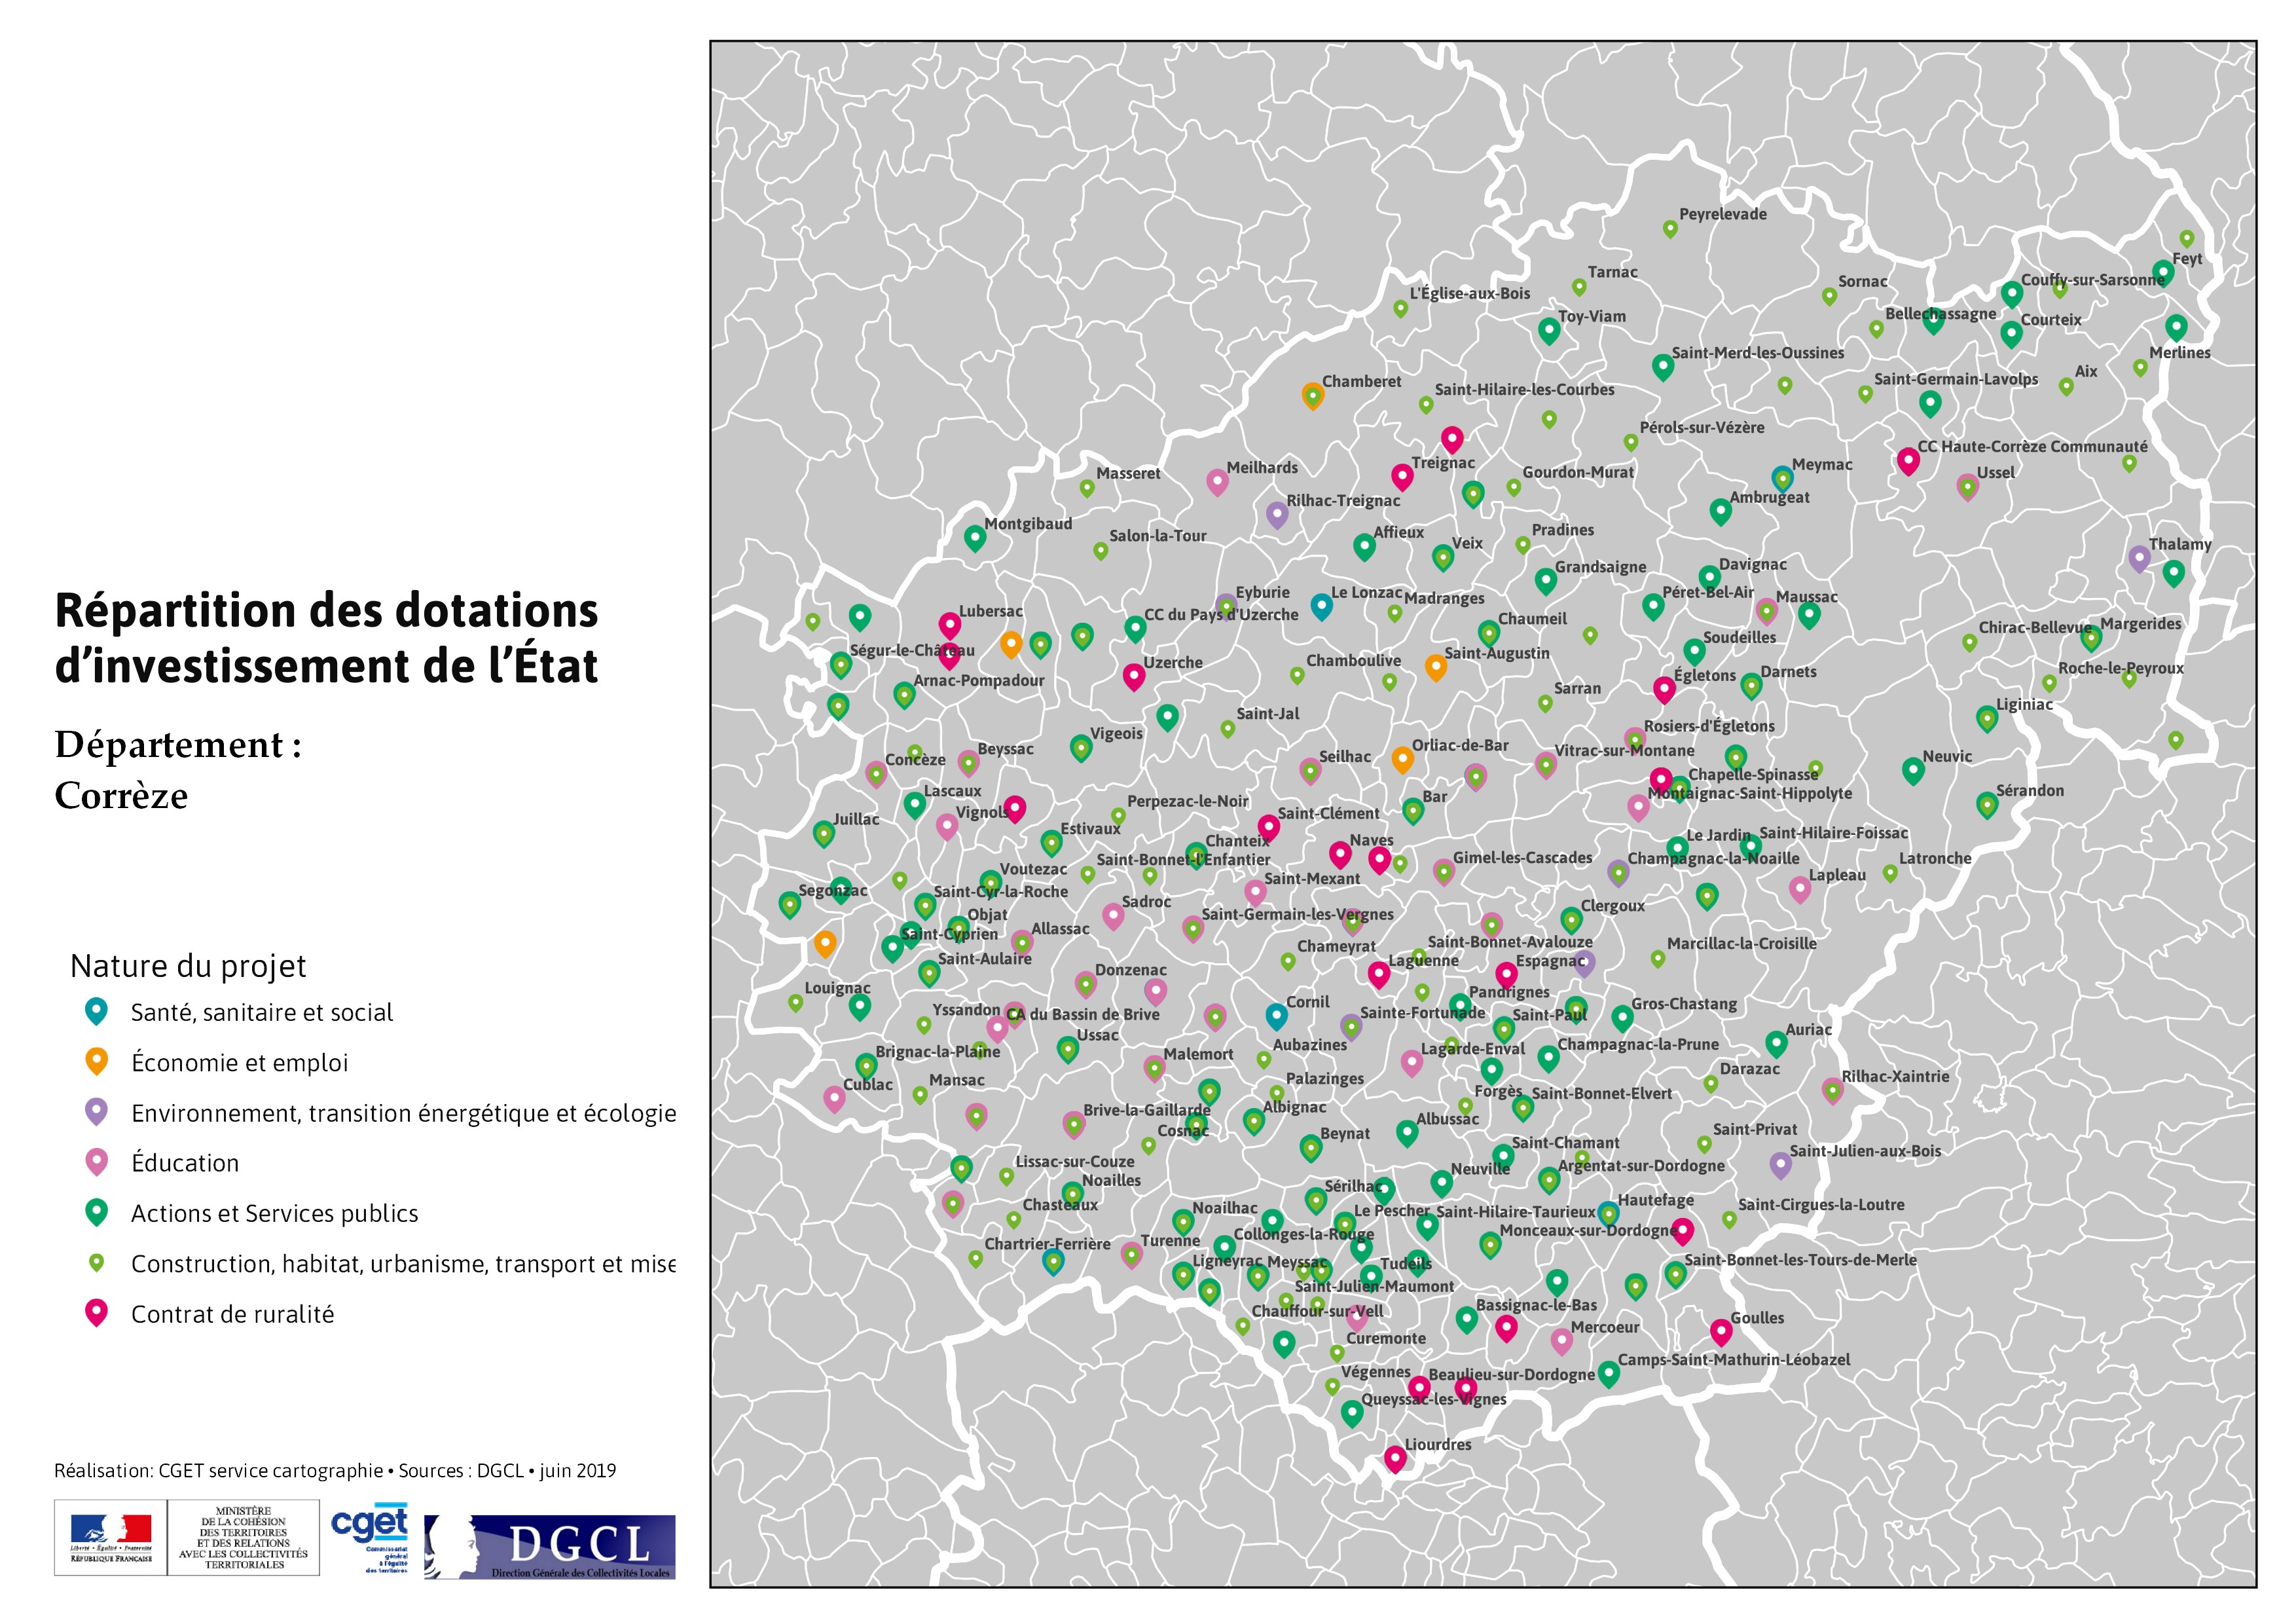 Répartition des dotations
d’investissement de l’État
Département :
Corrèze
Nature du projet
Santé, sanitaire et social
Économie et emploi
Environnement, transition énergétique et écologie
Éducation
Actions et Services publics
Construction, habitat, urbanisme, transport et mise
Contrat de ruralité
Réalisation: CGET service cartographie • Sources : DGCL • juin 2019
Liberté • Égalité • Fraternité
RÉPUBLIQUE FRANÇAISE
MINISTÈRE
DE LA COHÉSION
DES TERRITOIRES
ET DES RELATIONS
AVEC LES COLLECTIVITÉS
TERRITORIALES
cget
Commissariat
général
à l'égalité
des territoires
DGCL
Direction Générale des Collectivités Locales
Peyrelevade
Feyt
Tarnac
Sornac
Couffy-sur-Sarsonne
L'Église-aux-Bois
Toy-Viam
Bellechassagne
Courteix
Saint-Merd-les-Oussines
Merlines
Chamberet
Saint-Hilaire-les-Courbes
Saint-Germain-Lavolps
Aix
Pérols-sur-Vézère
CC Haute-Corrèze Communauté
Masseret
Meilhards
Treignac
Gourdon-Murat
Meymac
Ussel
Rilhac-Treignac
Ambrugeat
Montgibaud
Salon-la-Tour
Affieux
Veix
Pradines
Thalamy
Grandsaigne
Davignac
Eyburie
Le Lonzac
Madranges
Péret-Bel-Air
Maussac
Lubersac
CC du Pays d'Uzerche
Chaumeil
Chirac-Bellevue
Margerides
Ségur-le-Château
Soudeilles
Uzerche
Chamboulive
Saint-Augustin
Égletons
Darnets
Roche-le-Peyroux
Arnac-Pompadour
Sarran
Liginiac
Saint-Jal
Vigeois
Rosiers-d'Égletons
Concèze
Beyssac
Seilhac
Orliac-de-Bar
Vitrac-sur-Montane
Neuvic
Chapelle-Spinasse
Lascaux
Montaignac-Saint-Hippolyte
Sérandon
Juillac
Vignols
Perpezac-le-Noir
Saint-Clément
Bar
Estivaux
Chanteix
Naves
Le Jardin
Saint-Hilaire-Foissac
Voutezac
Saint-Bonnet-l'Enfantier
Gimel-les-Cascades
Champagnac-la-Noaille
Latronche
Segonzac
Saint-Cyr-la-Roche
Saint-Mexant
Lapleau
Objat
Sadroc
Saint-Germain-les-Vergnes
Clergoux
Saint-Cyprien
Allassac
Chameyrat
Saint-Bonnet-Avalouze
Marcillac-la-Croisille
Saint-Aulaire
Donzenac
Laguenne
Espagnac
Louignac
Cornil
Pandrignes
Gros-Chastang
Yssandon
CA du Bassin de Brive
Sainte-Fortunade
Saint-Paul
Auriac
Ussac
Aubazines
Lagarde-Enval
Champagnac-la-Prune
Brignac-la-Plaine
Malemort
Darazac
Cublac
Mansac
Palazinges
Forgès
Saint-Bonnet-Elvert
Rilhac-Xaintrie
Brive-la-Gaillarde
Albignac
Albussac
Cosnac
Beynat
Saint-Chamant
Saint-Privat
Saint-Julien-aux-Bois
Lissac-sur-Couze
Noailles
Neuville
Argentat-sur-Dordogne
Sérilhac
Chasteaux
Noailhac
Le Pescher
Saint-Hilaire-Taurieux
Hautefage
Saint-Cirgues-la-Loutre
Chartrier-Ferrière
Turenne
Collonges-la-Rouge
Monceaux-sur-Dordogne
Ligneyrac
Meyssac
Tudeils
Saint-Bonnet-les-Tours-de-Merle
Saint-Julien-Maumont
Chauffour-sur-Vell
Bassignac-le-Bas
Goulles
Curemonte
Mercoeur
Végennes
Beaulieu-sur-Dordogne
Camps-Saint-Mathurin-Léobazel
Queyssac-les-Vignes
Liourdres